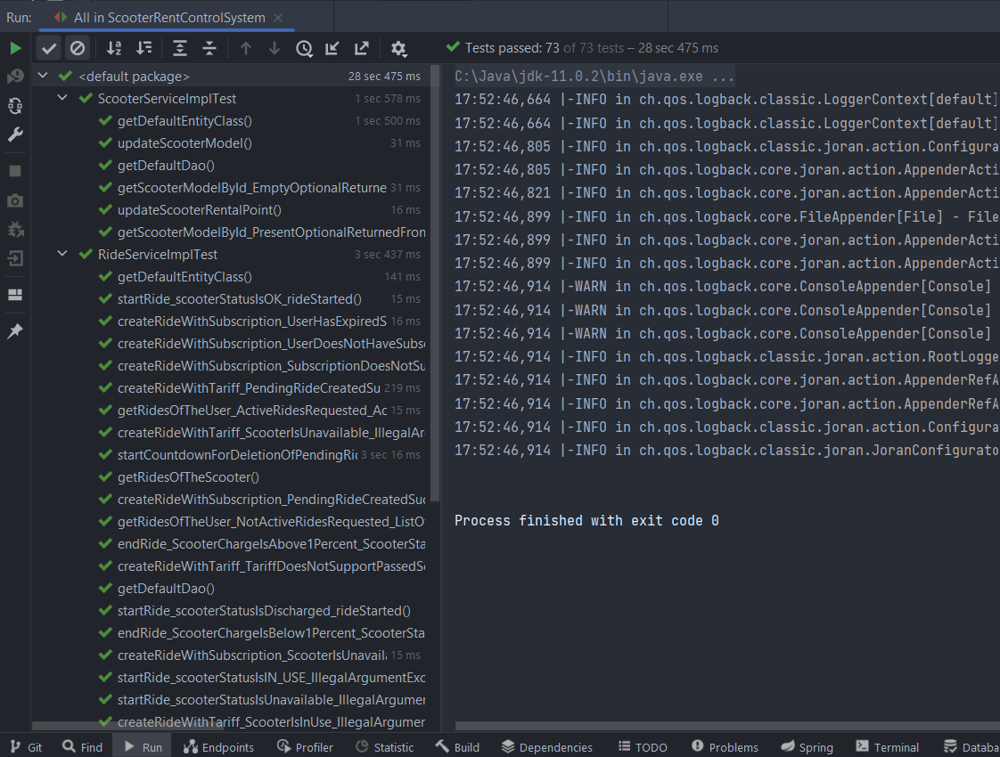 Run: All in ScooterRentControlSystem
Tests passed: 73 of 73 tests – 28 sec 475 ms
<default package> 28 sec 475 ms
ScooterServiceImplTest 1 sec 578 ms
getDefaultEntityClass() 1 sec 500 ms
updateScooterModel() 31 ms
getDefaultDao()
getScooterModelById_EmptyOptionalReturne 31 ms
updateScooterRentalPoint() 16 ms
getScooterModelById_PresentOptionalReturnedFron
RideServiceImplTest 3 sec 437 ms
getDefaultEntityClass() 141 ms
startRide_scooterStatusIsOK_rideStarted() 15 ms
createRideWithSubscription_UserHasExpiredS 16 ms
createRideWithSubscription_UserDoesNotHaveSubsc
createRideWithSubscription_SubscriptionDoesNotSu
createRideWithTariff_PendingRideCreatedSu 219 ms
getRidesOfTheUser_ActiveRidesRequested_Ac 15 ms
createRideWithTariff_ScooterIsUnavailable_IllegalAr
startCountdownForDeletionOfPendingRi 3 sec 16 ms
getRidesOfTheScooter()
createRideWithSubscription_PendingRideCreatedSuc
getRidesOfTheUser_NotActiveRidesRequested_ListO
endRide_ScooterChargeIsAbove1Percent_ScooterSta
createRideWithTariff_TariffDoesNotSupportPassedSc
getDefaultDao()
startRide_scooterStatusIsDischarged_rideStarted()
endRide_ScooterChargeIsBelow1Percent_ScooterSta
createRideWithSubscription_ScooterIsUnavail 15 ms
startRide_scooterStatusIsIN_USE_IllegalArgumentExc
startRide_scooterStatusIsUnavailable_IllegalArgumer
createRideWithTariff_ScooterIsInUse_IllegalArgumer
C:\Java\jdk-11.0.2\bin\java.exe ...
17:52:46,664 |-INFO in ch.qos.logback.classic.LoggerContext[default]
17:52:46,664 |-INFO in ch.qos.logback.classic.LoggerContext[default]
17:52:46,805 |-INFO in ch.qos.logback.classic.joran.action.Configura
17:52:46,805 |-INFO in ch.qos.logback.core.joran.action.AppenderActi
17:52:46,821 |-INFO in ch.qos.logback.core.joran.action.AppenderActi
17:52:46,899 |-INFO in ch.qos.logback.core.FileAppender[File] - File
17:52:46,899 |-INFO in ch.qos.logback.core.joran.action.AppenderActi
17:52:46,899 |-INFO in ch.qos.logback.core.joran.action.AppenderActi
17:52:46,914 |-WARN in ch.qos.logback.core.ConsoleAppender[Console]
17:52:46,914 |-WARN in ch.qos.logback.core.ConsoleAppender[Console]
17:52:46,914 |-WARN in ch.qos.logback.core.ConsoleAppender[Console]
17:52:46,914 |-INFO in ch.qos.logback.classic.joran.action.RootLogge
17:52:46,914 |-INFO in ch.qos.logback.core.joran.action.AppenderRefA
17:52:46,914 |-INFO in ch.qos.logback.core.joran.action.AppenderRefA
17:52:46,914 |-INFO in ch.qos.logback.classic.joran.action.Configura
17:52:46,914 |-INFO in ch.qos.logback.classic.joran.JoranConfigurato
Process finished with exit code 0
Git Find Run Endpoints Profiler Statistic Build Dependencies TODO Problems Spring Terminal Databa